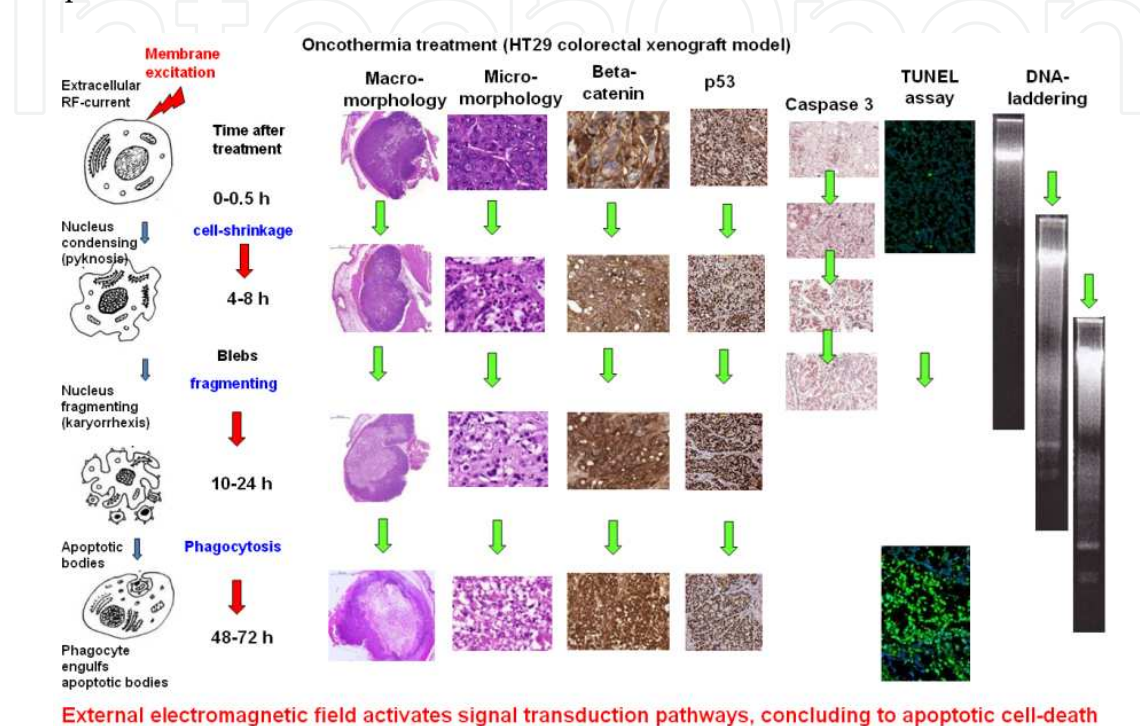 Oncothermia treatment (HT29 colorectal xenograft model)
Membrane
excitation
Extracellular
RF-current
Macro-
morphology
Micro-
morphology
Beta-
catenin
p53
Caspase 3
TUNEL
assay
DNA-
laddering
Time after
treatment
0-0.5 h
Nucleus
condensing
(pyknosis)
cell-shrinkage
4-8 h
Blebs
fragmenting
Nucleus
fragmenting
(karyorrhexis)
10-24 h
Apoptotic
bodies
Phagocytosis
48-72 h
Phagocyte
engulfs
apoptotic bodies
External electromagnetic field activates signal transduction pathways, concluding to apoptotic cell-death